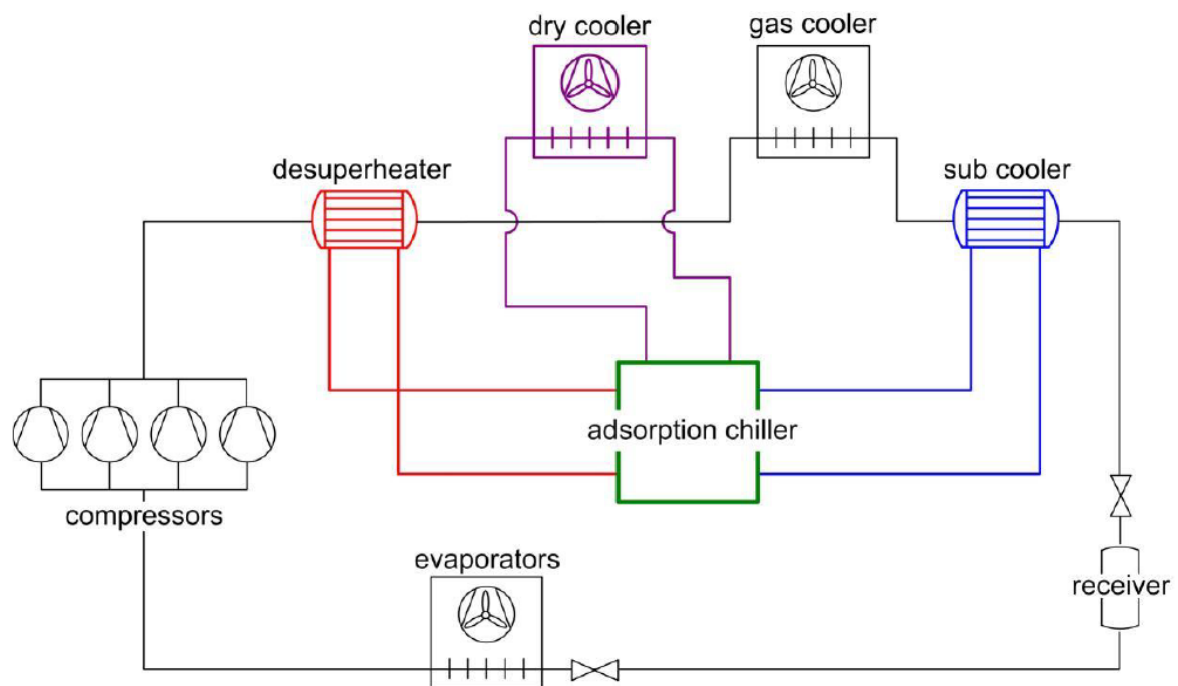 dry cooler
gas cooler
desuperheater
sub cooler
adsorption chiller
compressors
evaporators
receiver